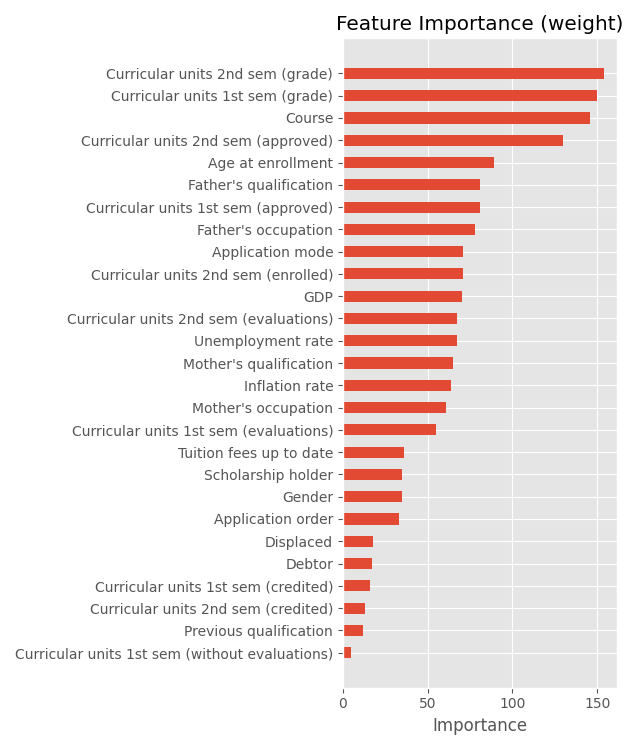 Feature Importance (weight)
Curricular units 2nd sem (grade)
Curricular units 1st sem (grade)
Course
Curricular units 2nd sem (approved)
Age at enrollment
Father's qualification
Curricular units 1st sem (approved)
Father's occupation
Application mode
Curricular units 2nd sem (enrolled)
GDP
Curricular units 2nd sem (evaluations)
Unemployment rate
Mother's qualification
Inflation rate
Mother's occupation
Curricular units 1st sem (evaluations)
Tuition fees up to date
Scholarship holder
Gender
Application order
Displaced
Debtor
Curricular units 1st sem (credited)
Curricular units 2nd sem (credited)
Previous qualification
Curricular units 1st sem (without evaluations)
0 50 100 150
Importance